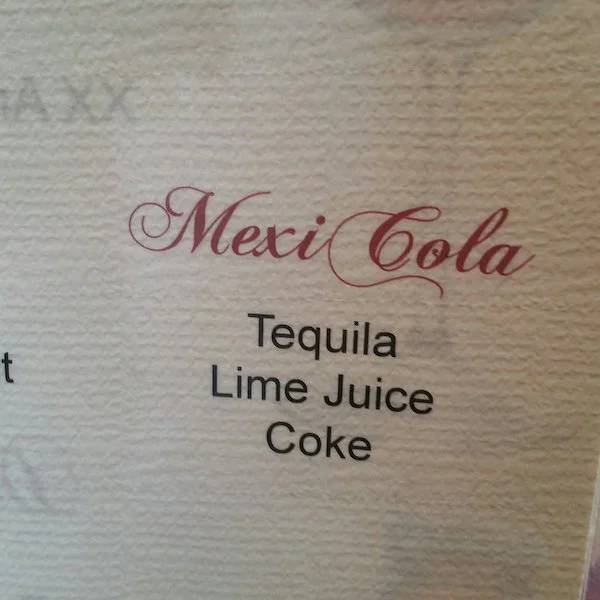 Mexi Cola
Tequila
t
Lime Juice
Coke